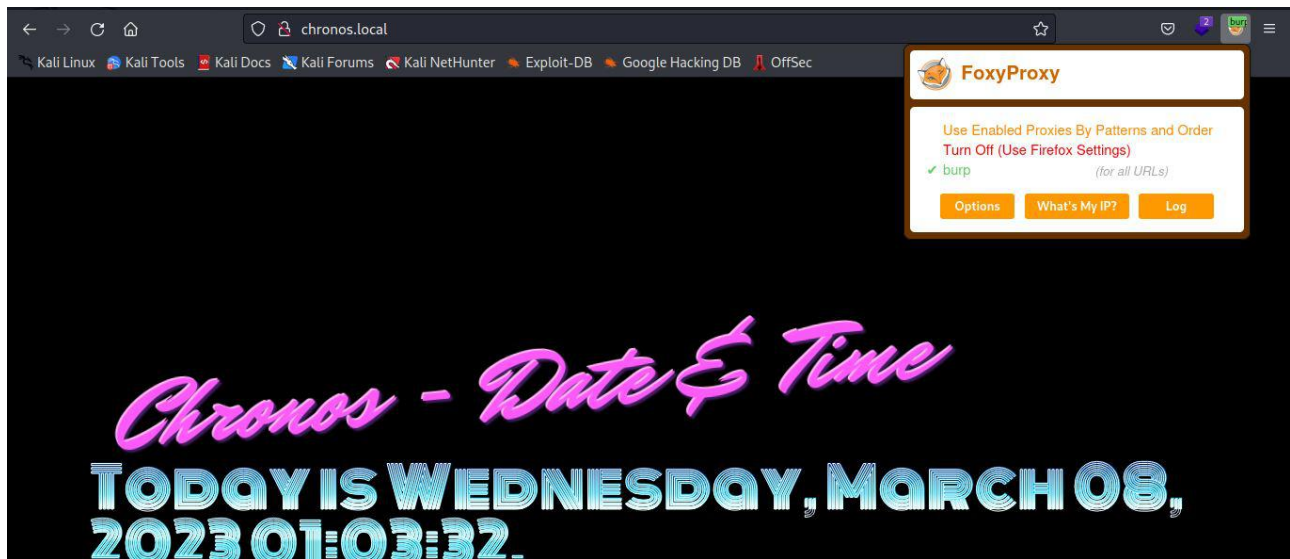 chronos.local
2
burp
Kali Linux Kali Tools Kali Docs Kali Forums Kali NetHunter Exploit-DB Google Hacking DB OffSec
FoxyProxy
Use Enabled Proxies By Patterns and Order
Turn Off (Use Firefox Settings)
✔ burp (for all URLs)
Options What's My IP? Log
Chronos - Date & Time
Today is Wednesday, March 08,
2023 01:03:32.